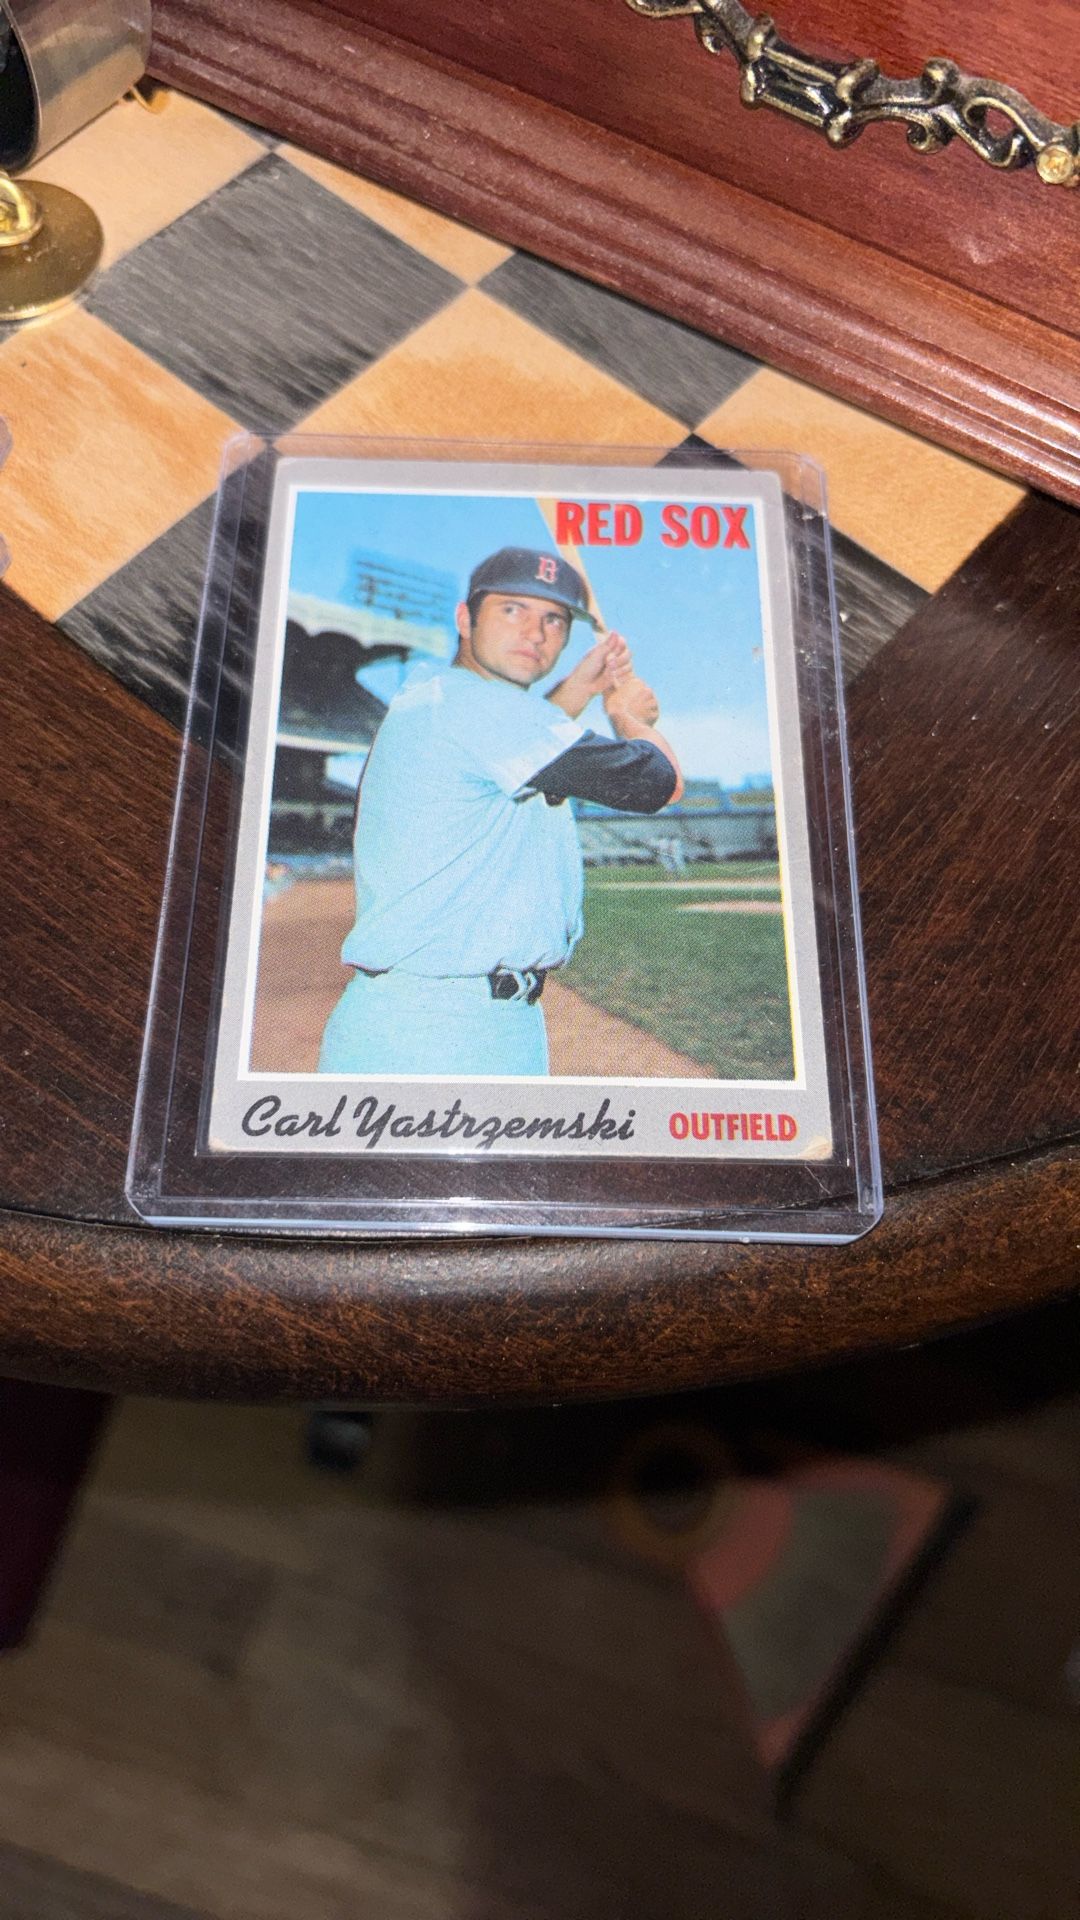 RED SOX
B
Carl Yastrzemski OUTFIELD